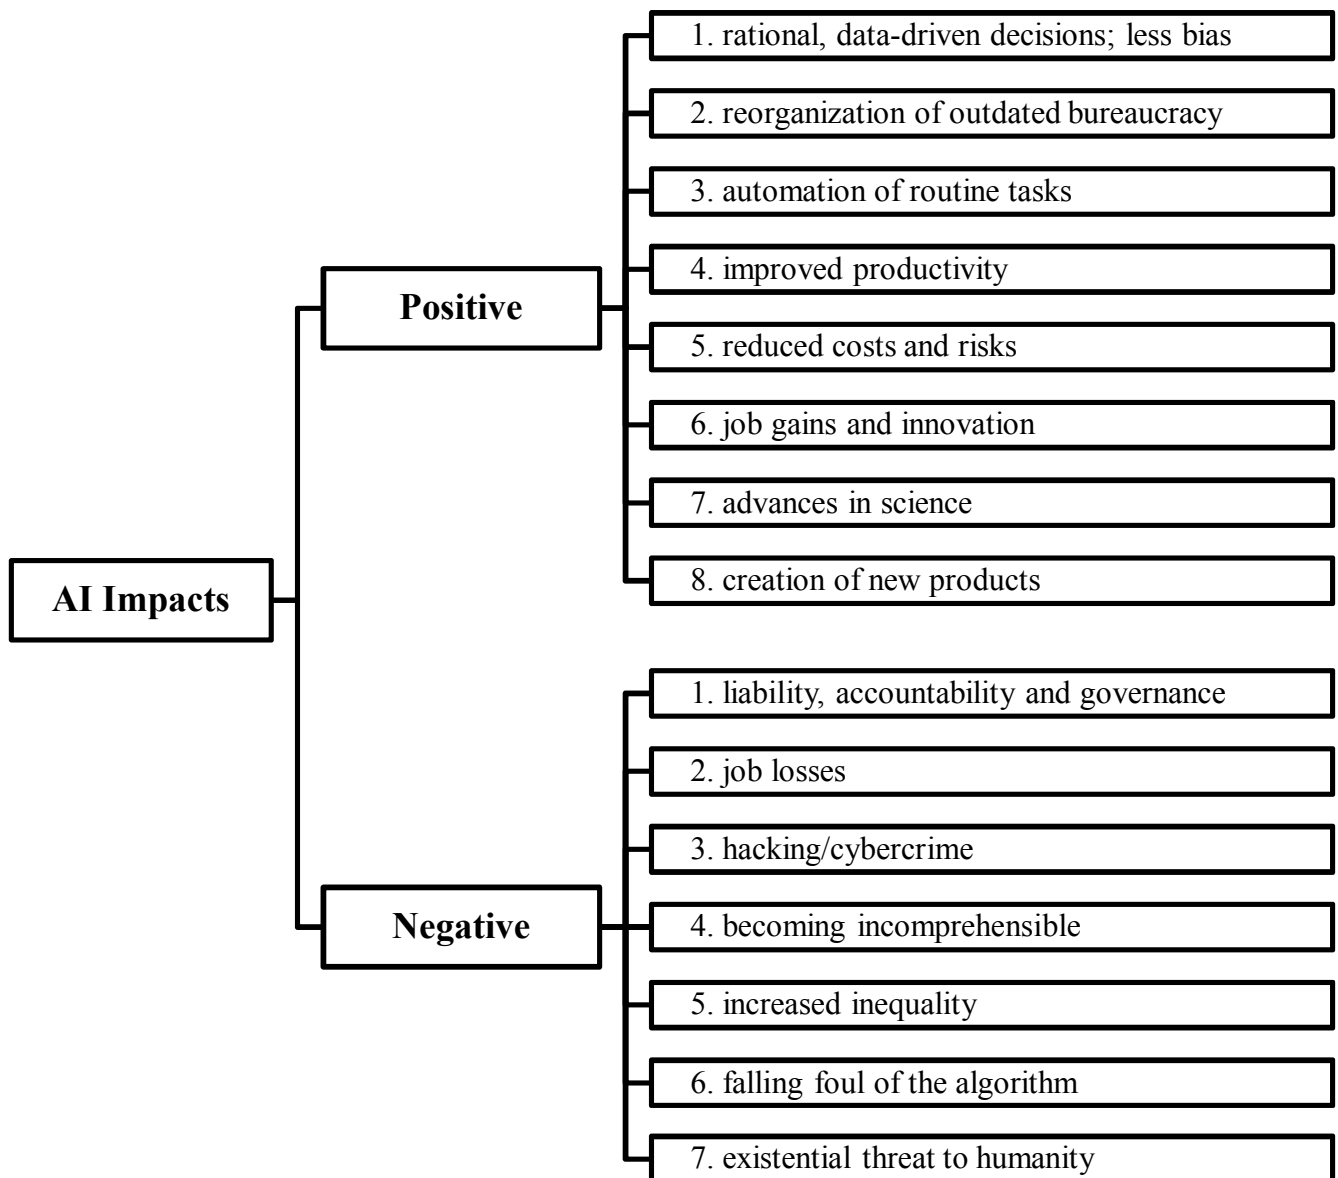 AI Impacts
Positive
1. rational, data-driven decisions; less bias
2. reorganization of outdated bureaucracy
3. automation of routine tasks
4. improved productivity
5. reduced costs and risks
6. job gains and innovation
7. advances in science
8. creation of new products
Negative
1. liability, accountability and governance
2. job losses
3. hacking/cybercrime
4. becoming incomprehensible
5. increased inequality
6. falling foul of the algorithm
7. existential threat to humanity